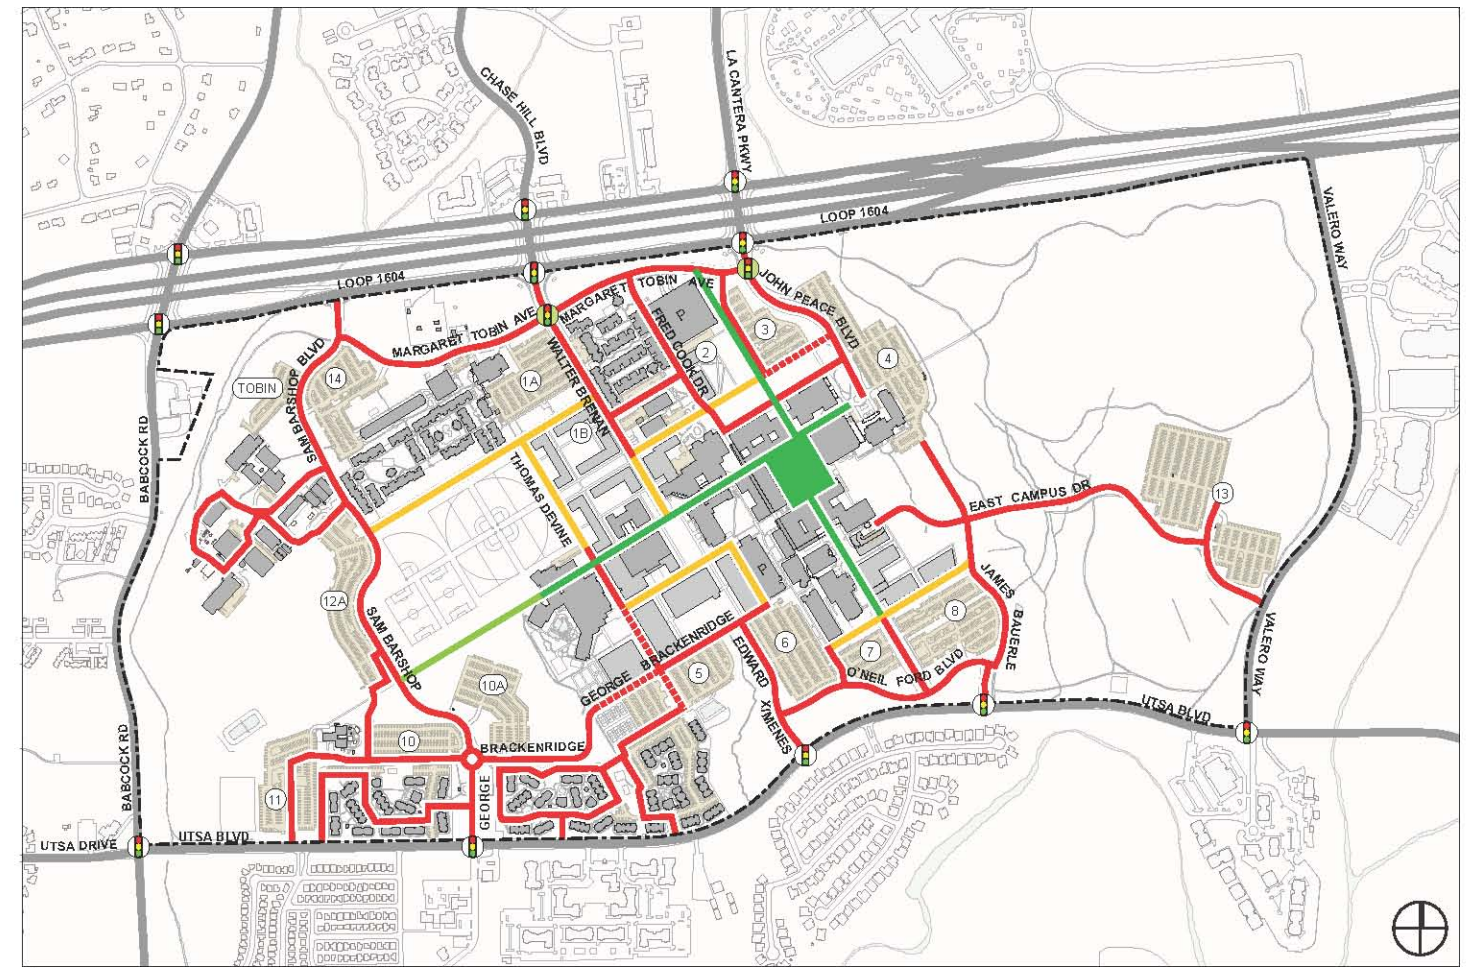 CHASE HILL BLVD
LA CANTERA PKWY
LOOP 1604
VALERO WAY
LOOP 1604
MARGARET TOBIN AVE
MARGARET TOBIN AVE
JOHN PEACE BLVD
P
3
FRED COOK DR
2
4
SAM BARSHOP BLVD
14
TOBIN
1A
WALTER BRENAN
1B
BABCOCK RD
THOMAS DEVINE
EAST CAMPUS DR
13
P
JAMES BAUERLE
12A
SAM BARSHOP
8
GEORGE BRACKENRIDGE
6
7
O'NEIL FORD BLVD
5
EDWARD XIMENES
10A
VALERO WAY
UTSA BLVD
10
BRACKENRIDGE
BABCOCK RD
11
GEORGE
UTSA DRIVE
UTSA BLVD